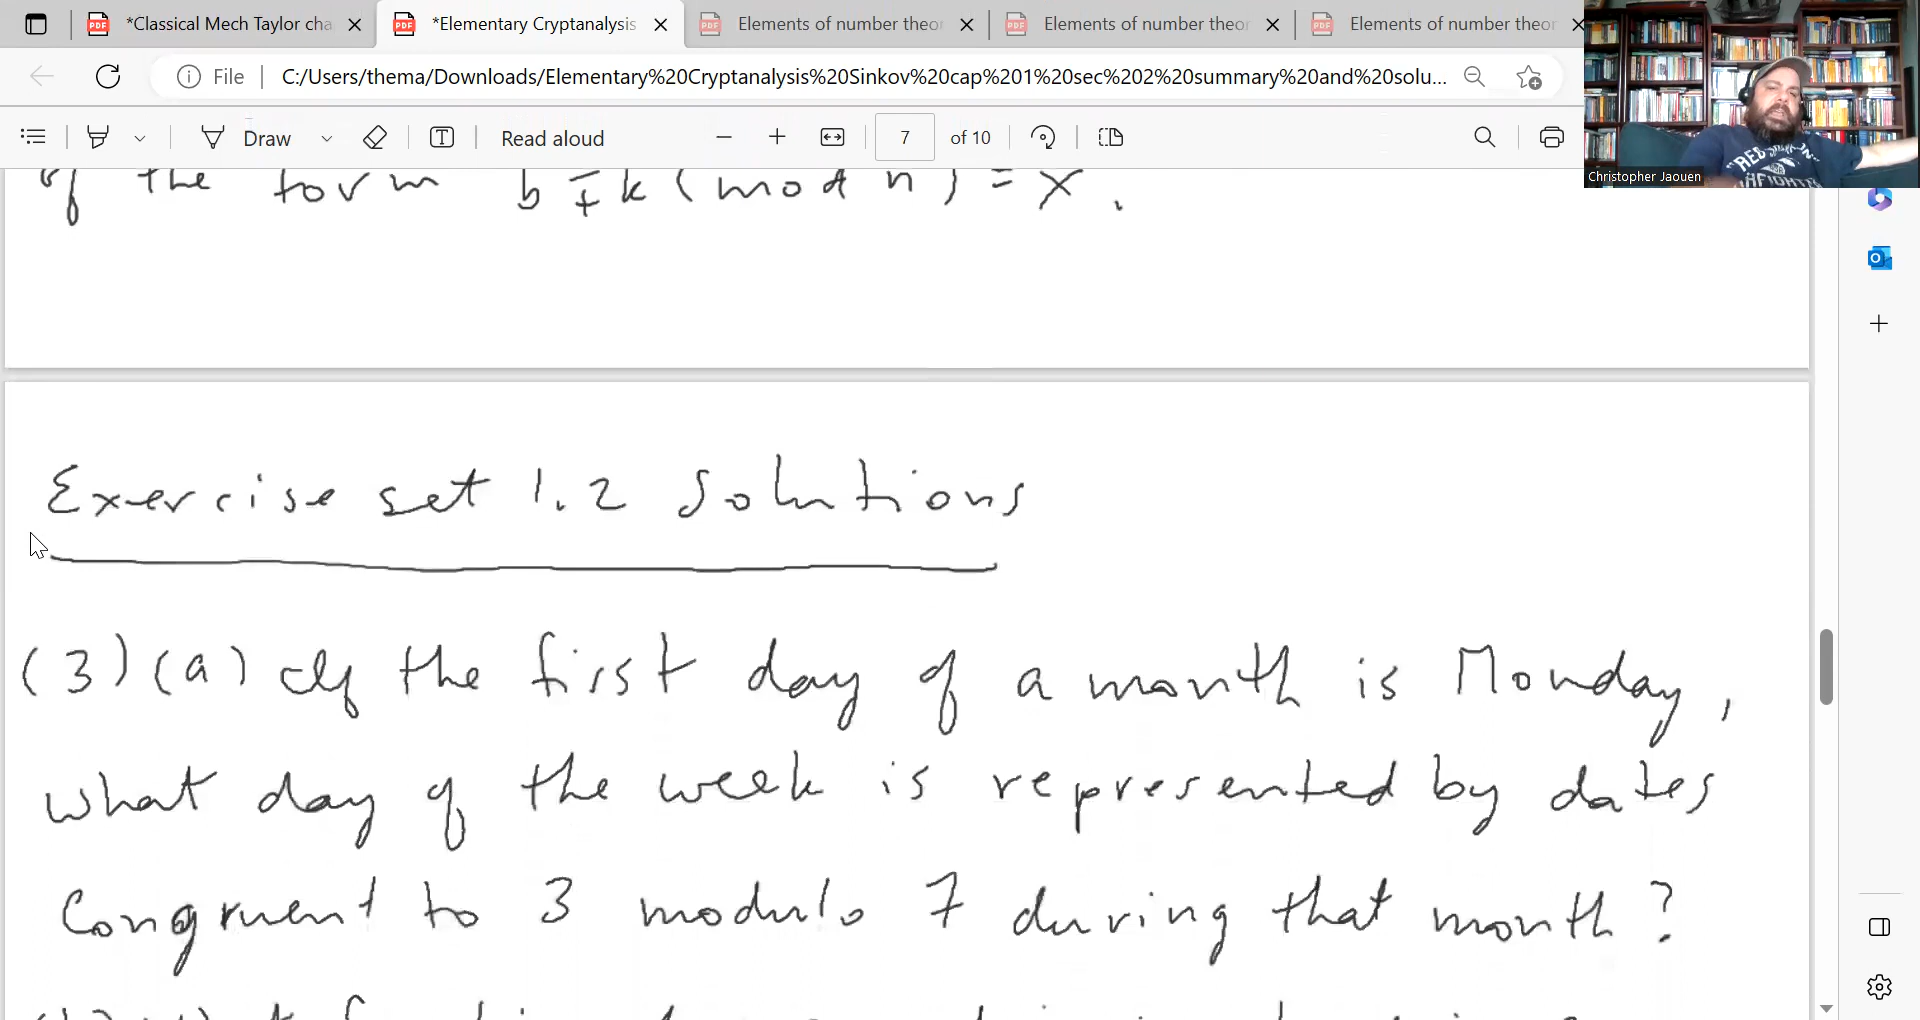 *Classical Mech Taylor cha
*Elementary Cryptanalysis
Elements of number theor
Elements of number theor
Elements of number theor
File
C:/Users/thema/Downloads/Elementary%20Cryptanalysis%20Sinkov%20cap%201%20sec%202%20summary%20and%20solu...
Draw
Read aloud
7
of 10
Christopher Jaouen
of the form b ∓ k (mod n) = x.
Exercise set 1.2 Solutions
(3)(a) If the first day of a month is Monday,
what day of the week is represented by dates
Congruent to 3 modulo 7 during that month?